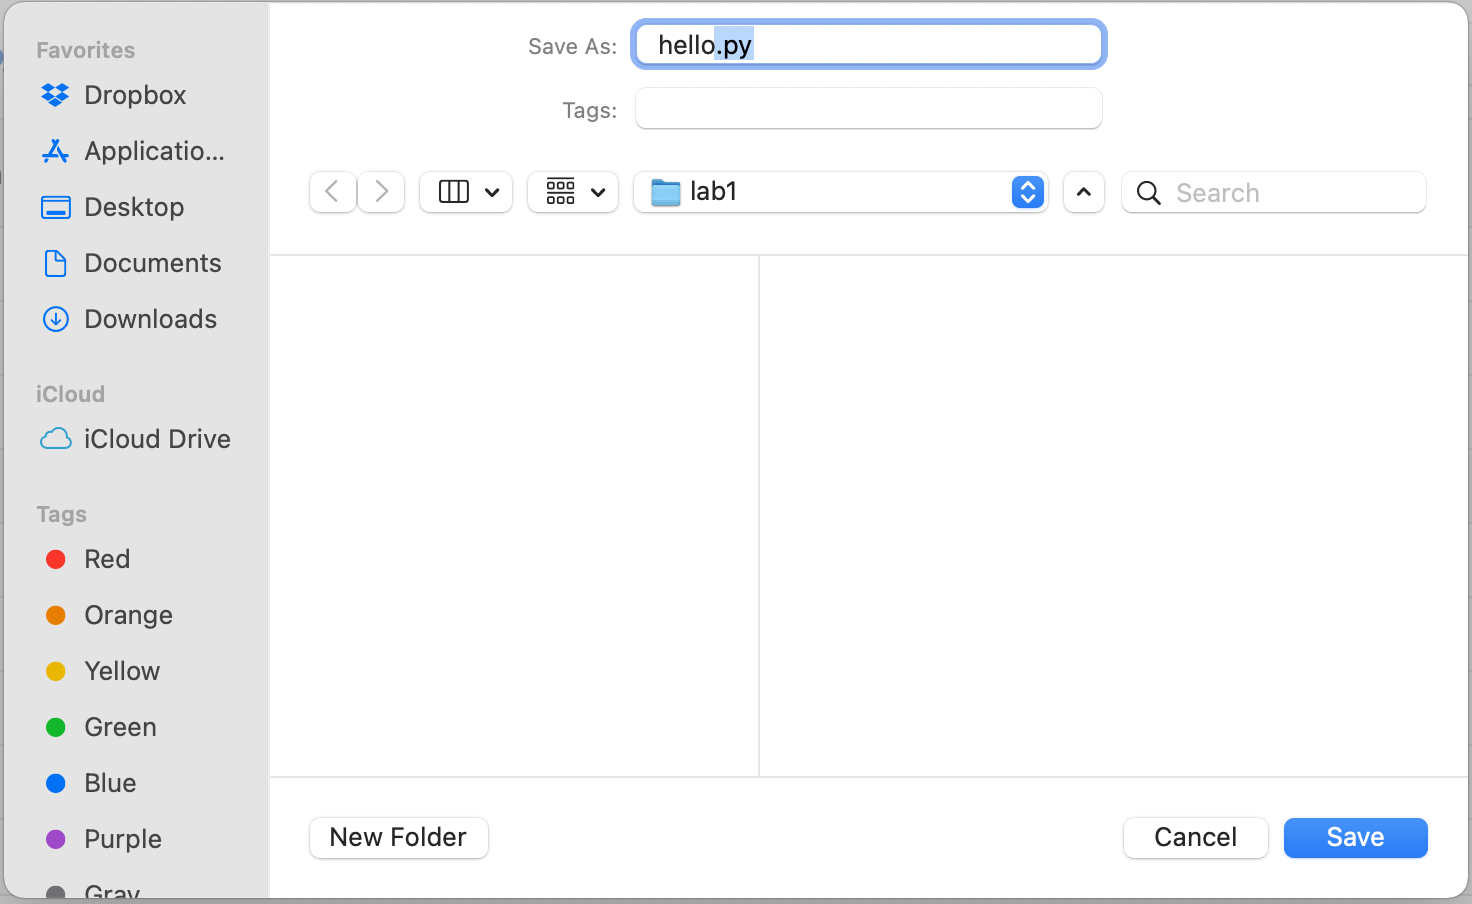 Favorites
Dropbox
Applicatio...
Desktop
Documents
Downloads
iCloud
iCloud Drive
Tags
Red
Orange
Yellow
Green
Blue
Purple
Gray
Save As: hello.py
Tags:
lab1
Search
New Folder
Cancel
Save